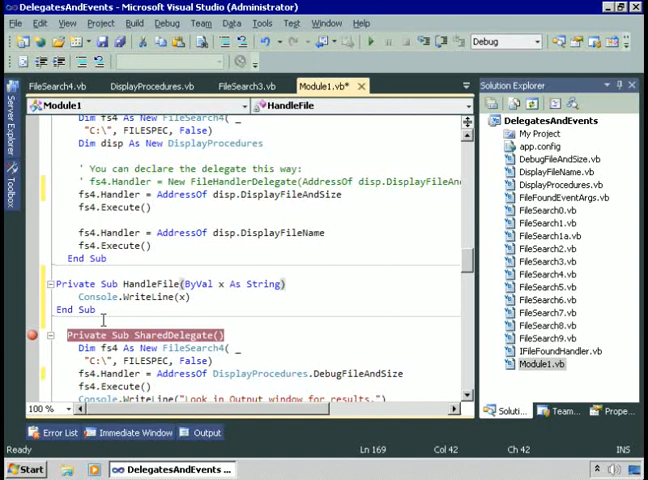 DelegatesAndEvents - Microsoft Visual Studio (Administrator)
File Edit View Project Build Debug Team Data Tools Test Window Help
Debug
FileSearch4.vb DisplayProcedures.vb FileSearch3.vb Module1.vb*
Module1 HandleFile
Server Explorer
Toolbox
Dim fs4 As New FileSearch4( _
"C:\", FILESPEC, False)
Dim disp As New DisplayProcedures
' You can declare the delegate this way:
' fs4.Handler = New FileHandlerDelegate(AddressOf disp.DisplayFileAn
fs4.Handler = AddressOf disp.DisplayFileAndSize
fs4.Execute()
fs4.Handler = AddressOf disp.DisplayFileName
fs4.Execute()
End Sub
Private Sub HandleFile(ByVal x As String)
Console.WriteLine(x)
End Sub
Private Sub SharedDelegate()
Dim fs4 As New FileSearch4( _
"C:\", FILESPEC, False)
fs4.Handler = AddressOf DisplayProcedures.DebugFileAndSize
fs4.Execute()
Console.WriteLine("Look in Output window for results.")
100 %
Solution Explorer
DelegatesAndEvents
My Project
app.config
DebugFileAndSize.vb
DisplayFileName.vb
DisplayProcedures.vb
FileFoundEventArgs.vb
FileSearch0.vb
FileSearch1.vb
FileSearch1a.vb
FileSearch2.vb
FileSearch3.vb
FileSearch4.vb
FileSearch5.vb
FileSearch6.vb
FileSearch7.vb
FileSearch8.vb
FileSearch9.vb
IFileFoundHandler.vb
Module1.vb
Soluti... Team... Prope...
Error List Immediate Window Output
Ready Ln 169 Col 42 Ch 42 INS
Start DelegatesAndEvents ...